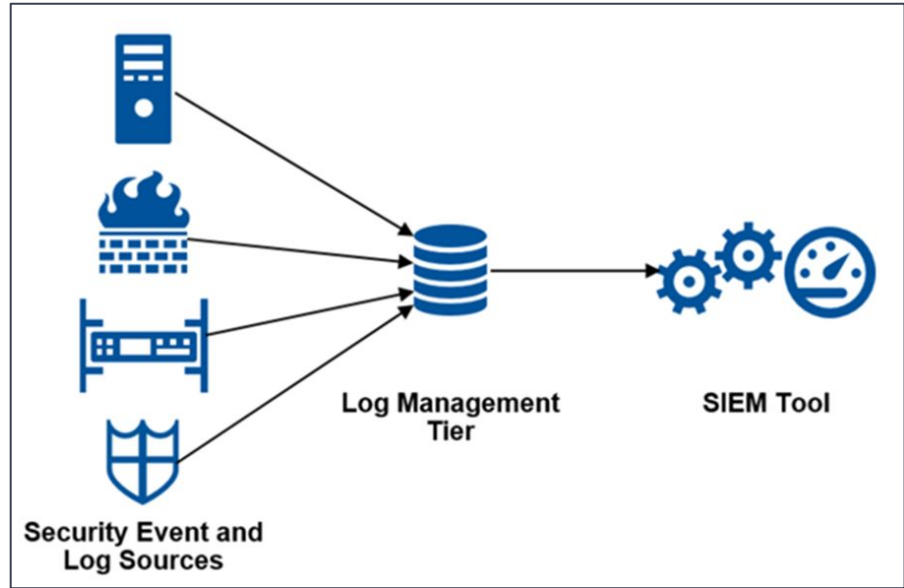 Log Management
Tier
SIEM Tool
Security Event and
Log Sources